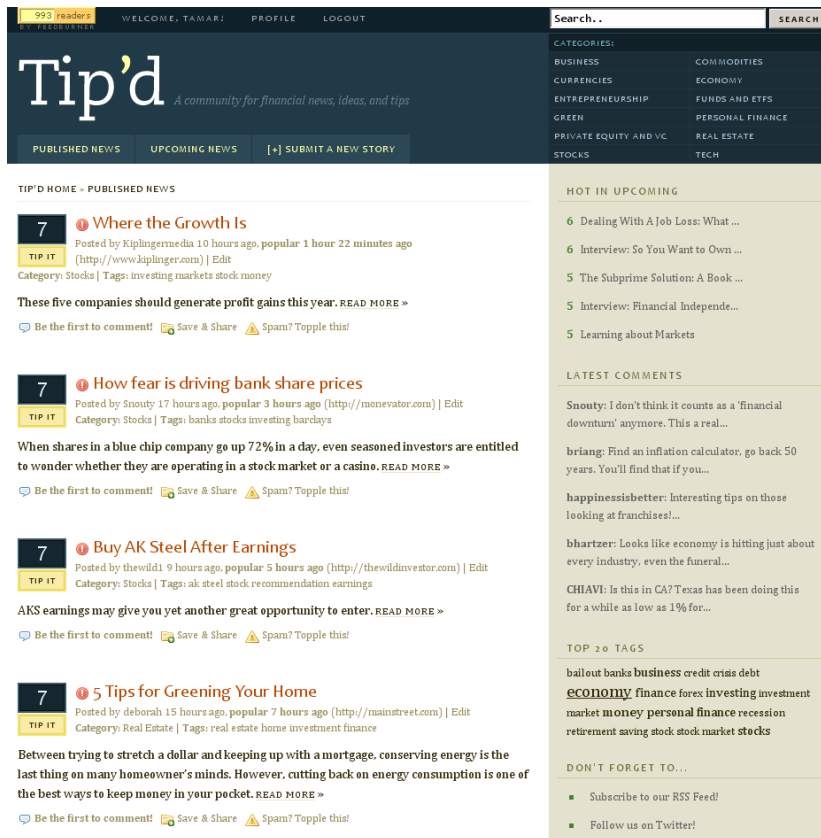 993 readers
BY FEEDBURNER
WELCOME, TAMAR! PROFILE LOGOUT
Search.. SEARCH
Tip'd A community for financial news, ideas, and tips
CATEGORIES:
BUSINESS COMMODITIES
CURRENCIES ECONOMY
ENTREPRENEURSHIP FUNDS AND ETFS
GREEN PERSONAL FINANCE
PRIVATE EQUITY AND VC REAL ESTATE
STOCKS TECH
PUBLISHED NEWS UPCOMING NEWS [+] SUBMIT A NEW STORY
TIP'D HOME » PUBLISHED NEWS
7
TIP IT
Where the Growth Is
Posted by Kiplingermedia 10 hours ago, popular 1 hour 22 minutes ago
(http://www.kiplinger.com) | Edit
Category: Stocks | Tags: investing markets stock money
These five companies should generate profit gains this year. READ MORE »
Be the first to comment! Save & Share Spam? Topple this!
7
TIP IT
How fear is driving bank share prices
Posted by Snouty 17 hours ago, popular 3 hours ago (http://monevator.com) | Edit
Category: Stocks | Tags: banks stocks investing barclays
When shares in a blue chip company go up 72% in a day, even seasoned investors are entitled
to wonder whether they are operating in a stock market or a casino. READ MORE »
Be the first to comment! Save & Share Spam? Topple this!
7
TIP IT
Buy AK Steel After Earnings
Posted by thewild1 9 hours ago, popular 5 hours ago (http://thewildinvestor.com) | Edit
Category: Stocks | Tags: ak steel stock recommendation earnings
AKS earnings may give you yet another great opportunity to enter. READ MORE »
Be the first to comment! Save & Share Spam? Topple this!
7
TIP IT
5 Tips for Greening Your Home
Posted by deborah 15 hours ago, popular 7 hours ago (http://mainstreet.com) | Edit
Category: Real Estate | Tags: real estate home investment finance
Between trying to stretch a dollar and keeping up with a mortgage, conserving energy is the
last thing on many homeowner's minds. However, cutting back on energy consumption is one of
the best ways to keep money in your pocket. READ MORE »
Be the first to comment! Save & Share Spam? Topple this!
HOT IN UPCOMING
6 Dealing With A Job Loss: What ...
6 Interview: So You Want to Own ...
5 The Subprime Solution: A Book ...
5 Interview: Financial Independe...
5 Learning about Markets
LATEST COMMENTS
Snouty: I don't think it counts as a 'financial
downturn' anymore. This a real...
briang: Find an inflation calculator, go back 50
years. You'll find that if you...
happinessisbetter: Interesting tips on those
looking at franchises!...
bhartzer: Looks like economy is hitting just about
every industry, even the funeral...
CHIAVI: Is this in CA? Texas has been doing this
for a while as low as 1% for...
TOP 20 TAGS
bailout banks business credit crisis debt
economy finance forex investing investment
market money personal finance recession
retirement saving stock stock market stocks
DON'T FORGET TO...
Subscribe to our RSS Feed!
Follow us on Twitter!